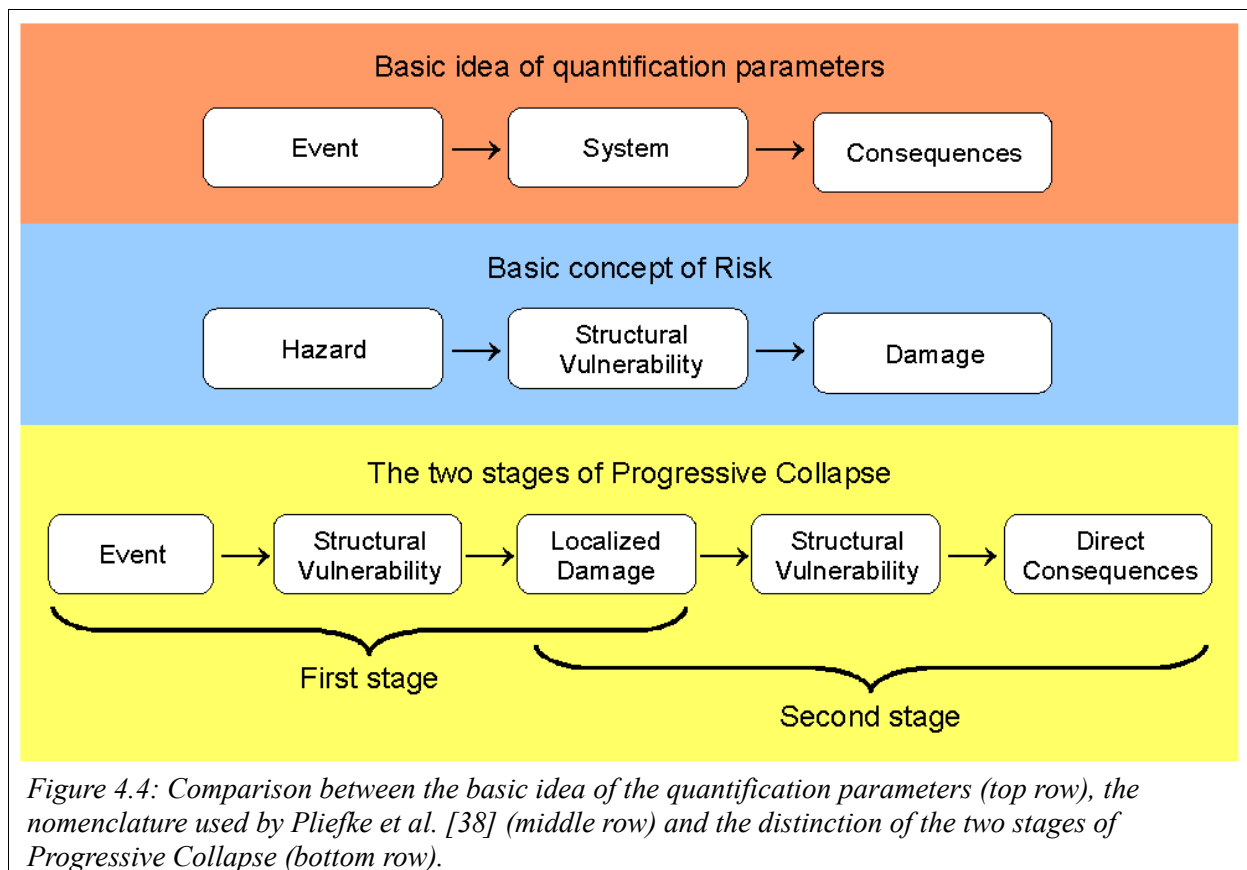 Basic idea of quantification parameters
Event
System
Consequences
Basic concept of Risk
Hazard
Structural
Vulnerability
Damage
The two stages of Progressive Collapse
Event
Structural
Vulnerability
Localized
Damage
Structural
Vulnerability
Direct
Consequences
First stage
Second stage
Figure 4.4: Comparison between the basic idea of the quantification parameters (top row), the
nomenclature used by Pliefke et al. [38] (middle row) and the distinction of the two stages of
Progressive Collapse (bottom row).